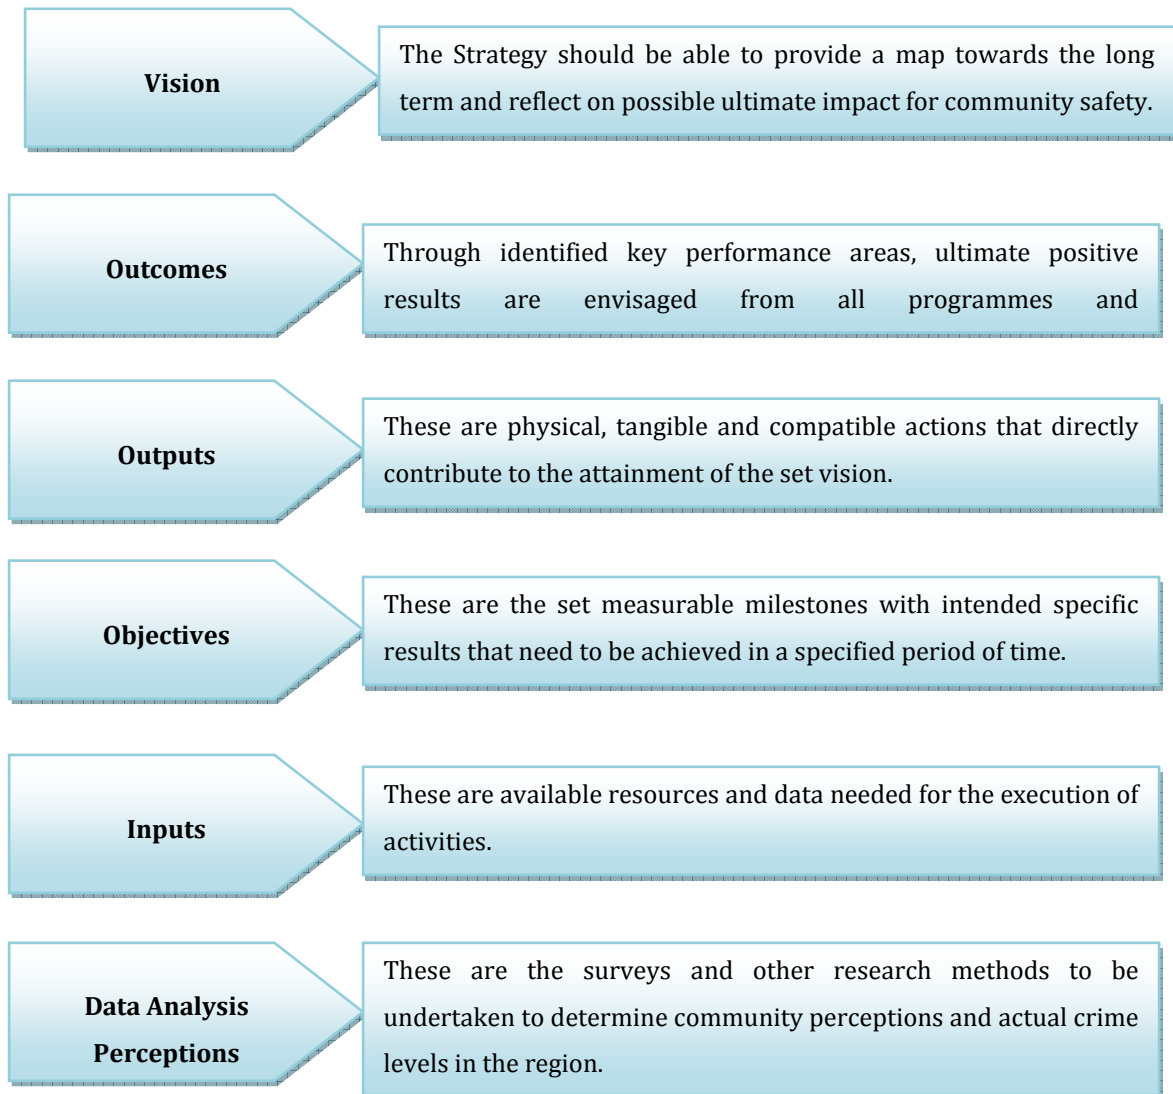 Vision
The Strategy should be able to provide a map towards the long
term and reflect on possible ultimate impact for community safety.
Outcomes
Through identified key performance areas, ultimate positive
results are envisaged from all programmes and
Outputs
These are physical, tangible and compatible actions that directly
contribute to the attainment of the set vision.
Objectives
These are the set measurable milestones with intended specific
results that need to be achieved in a specified period of time.
Inputs
These are available resources and data needed for the execution of
activities.
Data Analysis
Perceptions
These are the surveys and other research methods to be
undertaken to determine community perceptions and actual crime
levels in the region.